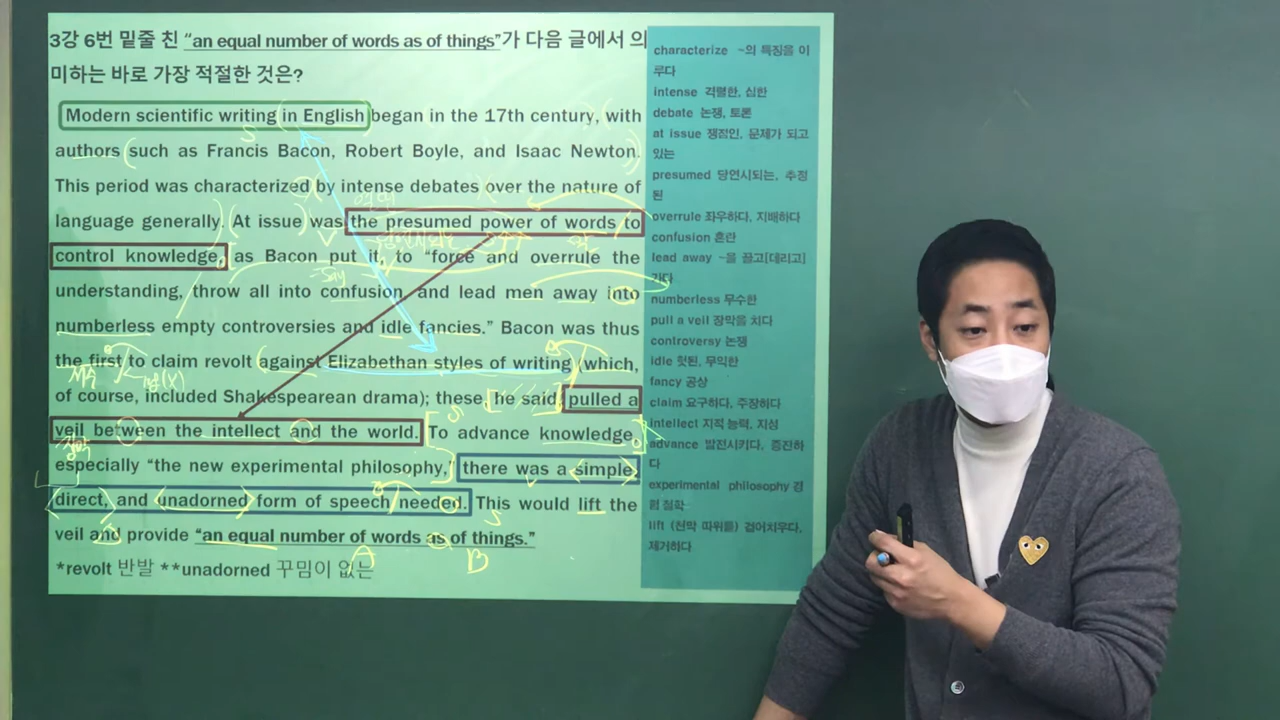 3강 6번 밑줄 친 “an equal number of words as of things”가 다음 글에서 의
미하는 바로 가장 적절한 것은?
Modern scientific writing in English began in the 17th century, with
authors such as Francis Bacon, Robert Boyle, and Isaac Newton.
This period was characterized by intense debates over the nature of
language generally. At issue was the presumed power of words to
control knowledge, as Bacon put it, to “force and overrule the
understanding, throw all into confusion, and lead men away into
numberless empty controversies and idle fancies.” Bacon was thus
the first to claim revolt against Elizabethan styles of writing (which,
of course, included Shakespearean drama); these, he said, pulled a
veil between the intellect and the world. To advance knowledge,
especially “the new experimental philosophy,” there was a simple,
direct, and unadorned form of speech needed. This would lift the
veil and provide “an equal number of words as of things.”
*revolt 반발 **unadorned 꾸밈이 없는
characterize ~의 특징을 이
루다
intense 격렬한, 심한
debate 논쟁, 토론
at issue 쟁점인, 문제가 되고
있는
presumed 당연시되는, 추정
된
overrule 좌우하다, 지배하다
confusion 혼란
lead away ~을 끌고[데리고]
가다
numberless 무수한
pull a veil 장막을 치다
controversy 논쟁
idle 헛된, 무익한
fancy 공상
claim 요구하다, 주장하다
intellect 지적 능력, 지성
advance 발전시키다, 증진하
다
experimental philosophy 경
험 철학
lift (천막 따위를) 걷어치우다,
제거하다
say
S
S
S
A
B